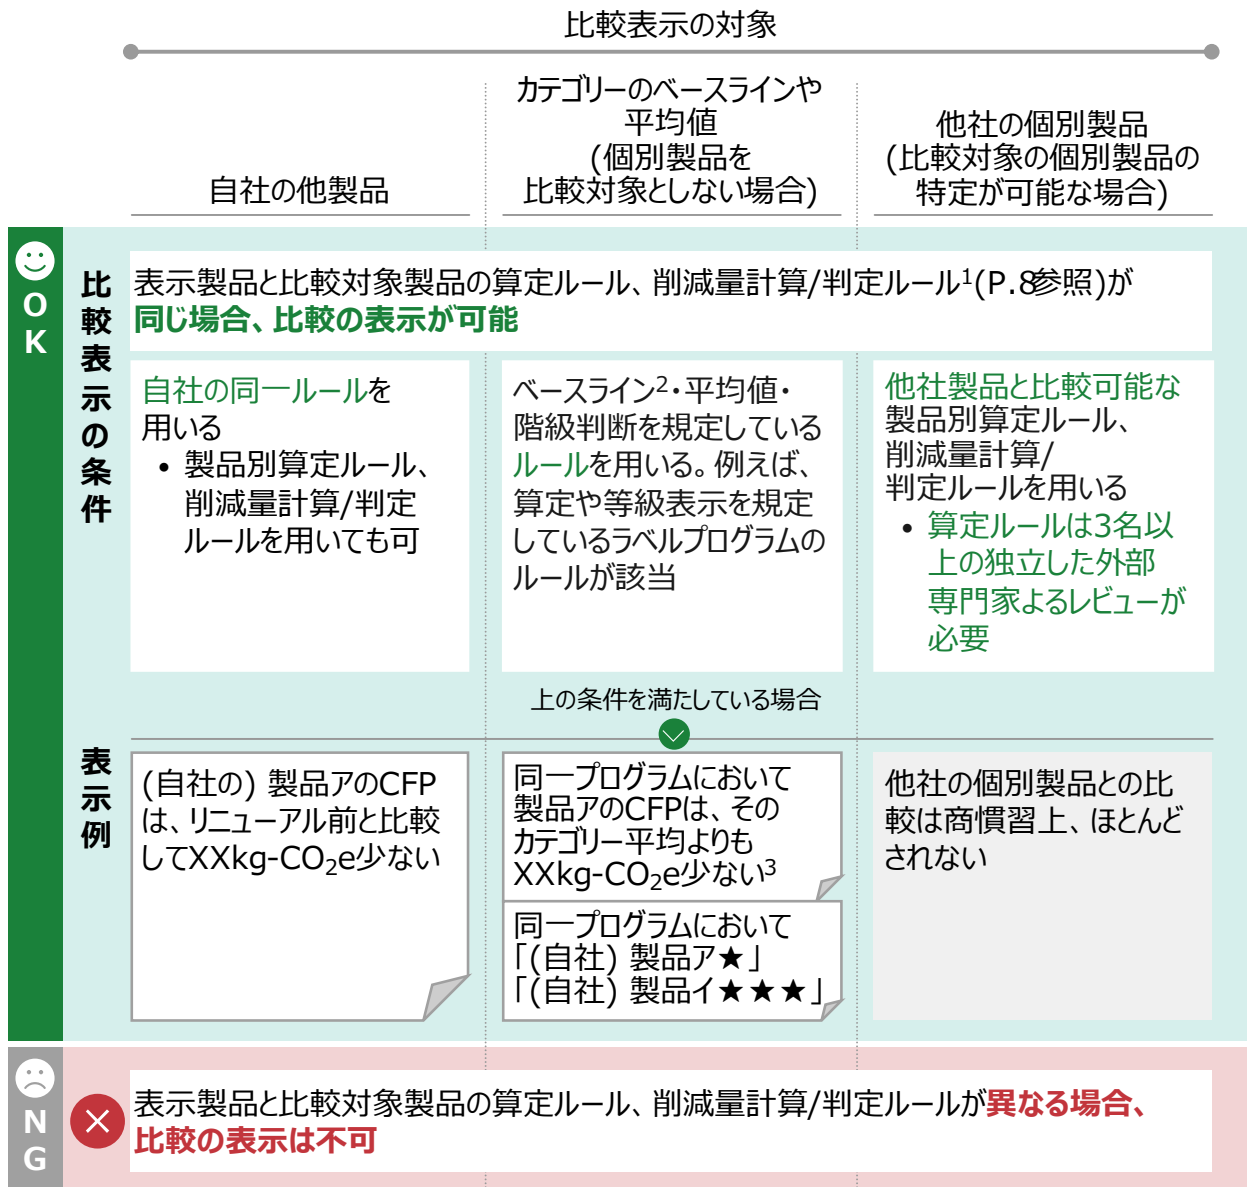 比較表示の対象
自社の他製品
カテゴリーのベースラインや
平均値
(個別製品を
比較対象としない場合)
他社の個別製品
(比較対象の個別製品の
特定が可能な場合)
OK
比較表示の条件
表示製品と比較対象製品の算定ルール、削減量計算/判定ルール¹(P.8参照)が
同じ場合、比較の表示が可能
自社の同一ルールを
用いる
• 製品別算定ルール、
削減量計算/判定
ルールを用いても可
ベースライン²・平均値・
階級判断を規定している
ルールを用いる。例えば、
算定や等級表示を規定
しているラベルプログラムの
ルールが該当
他社製品と比較可能な
製品別算定ルール、
削減量計算/
判定ルールを用いる
• 算定ルールは3名以
上の独立した外部
専門家よるレビューが
必要
上の条件を満たしている場合
表示例
(自社の) 製品アのCFP
は、リニューアル前と比較
してXXkg-CO₂e少ない
同一プログラムにおいて
製品アのCFPは、その
カテゴリー平均よりも
XXkg-CO₂e少ない³
同一プログラムにおいて
「(自社) 製品ア★」
「(自社) 製品イ★★★」
他社の個別製品との比
較は商慣習上、ほとんど
されない
NG
表示製品と比較対象製品の算定ルール、削減量計算/判定ルールが異なる場合、
比較の表示は不可